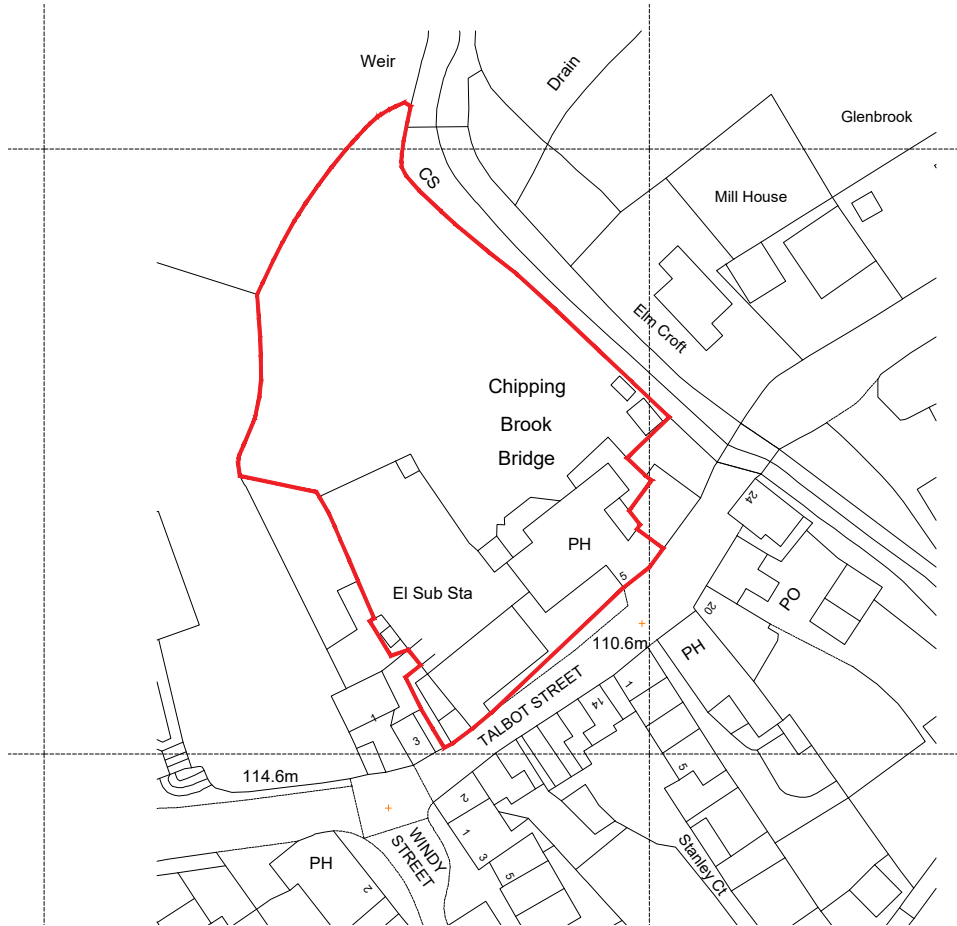 Weir
Drain
Glenbrook
CS
Mill House
Elm Croft
Chipping
Brook
Bridge
24
PH
5
El Sub Sta
PO
20
110.6m
PH
TALBOT STREET
1
14
1
3
5
114.6m
2
WINDY
STREET
1
3
5
Stanley Ct
PH
2